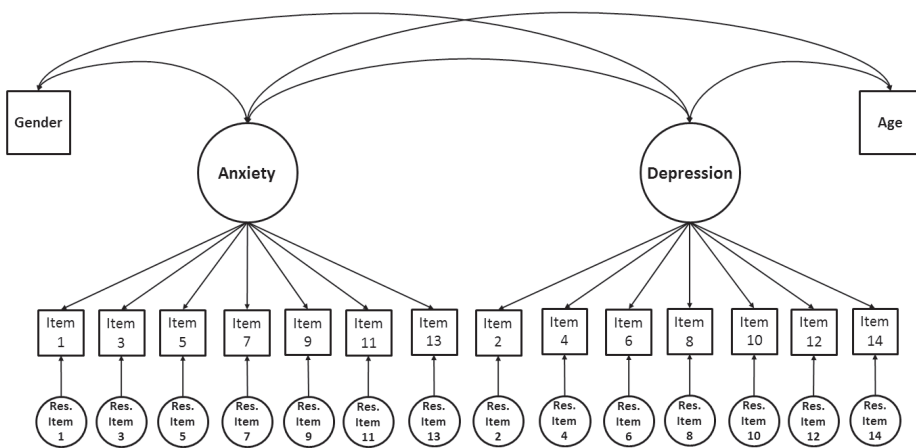 Gender
Age
Anxiety
Depression
Item
1
Item
3
Item
5
Item
7
Item
9
Item
11
Item
13
Item
2
Item
4
Item
6
Item
8
Item
10
Item
12
Item
14
Res.
Item
1
Res.
Item
3
Res.
Item
5
Res.
Item
7
Res.
Item
9
Res.
Item
11
Res.
Item
13
Res.
Item
2
Res.
Item
4
Res.
Item
6
Res.
Item
8
Res.
Item
10
Res.
Item
12
Res.
Item
14